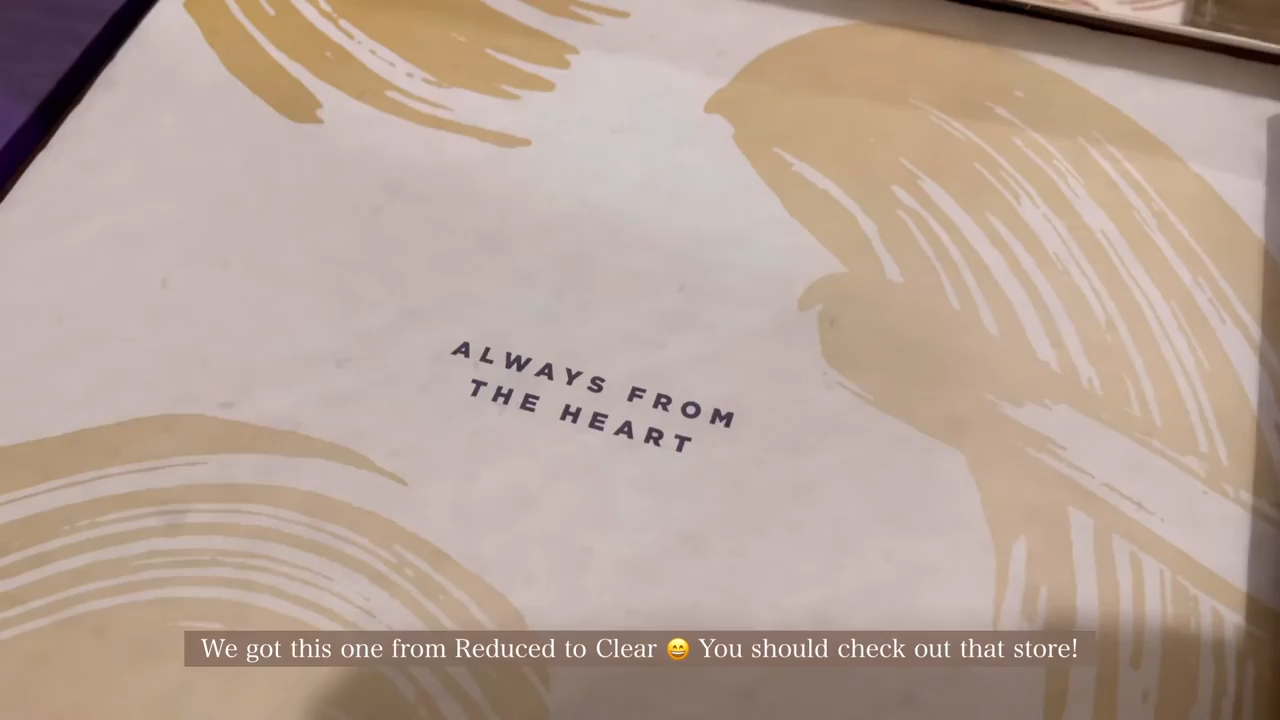 ALWAYS FROM
THE HEART
We got this one from Reduced to Clear 😄 You should check out that store!